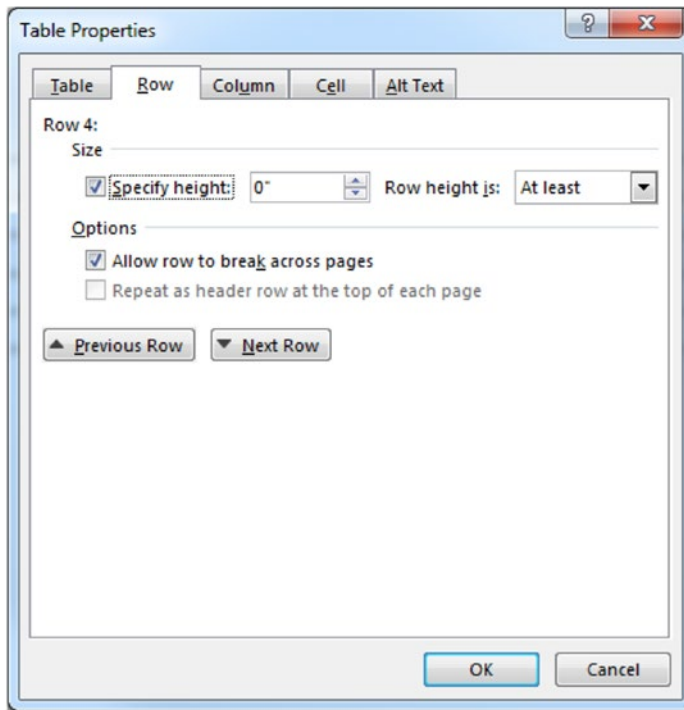 Table Properties
Table Row Column Cell Alt Text
Row 4:
Size
Specify height: 0" Row height is: At least
Options
Allow row to break across pages
Repeat as header row at the top of each page
Previous Row Next Row
OK Cancel